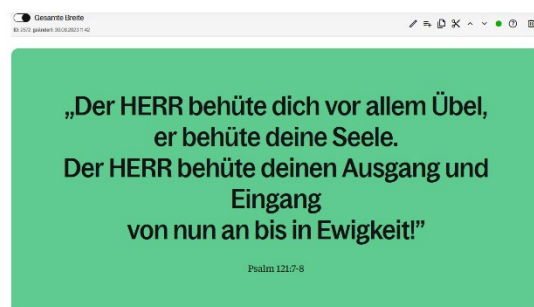 Gesamte Breite
„Der HERR behüte dich vor allem Übel,
er behüte deine Seele.
Der HERR behüte deinen Ausgang und
Eingang
von nun an bis in Ewigkeit!”
Psalm 121:7-8